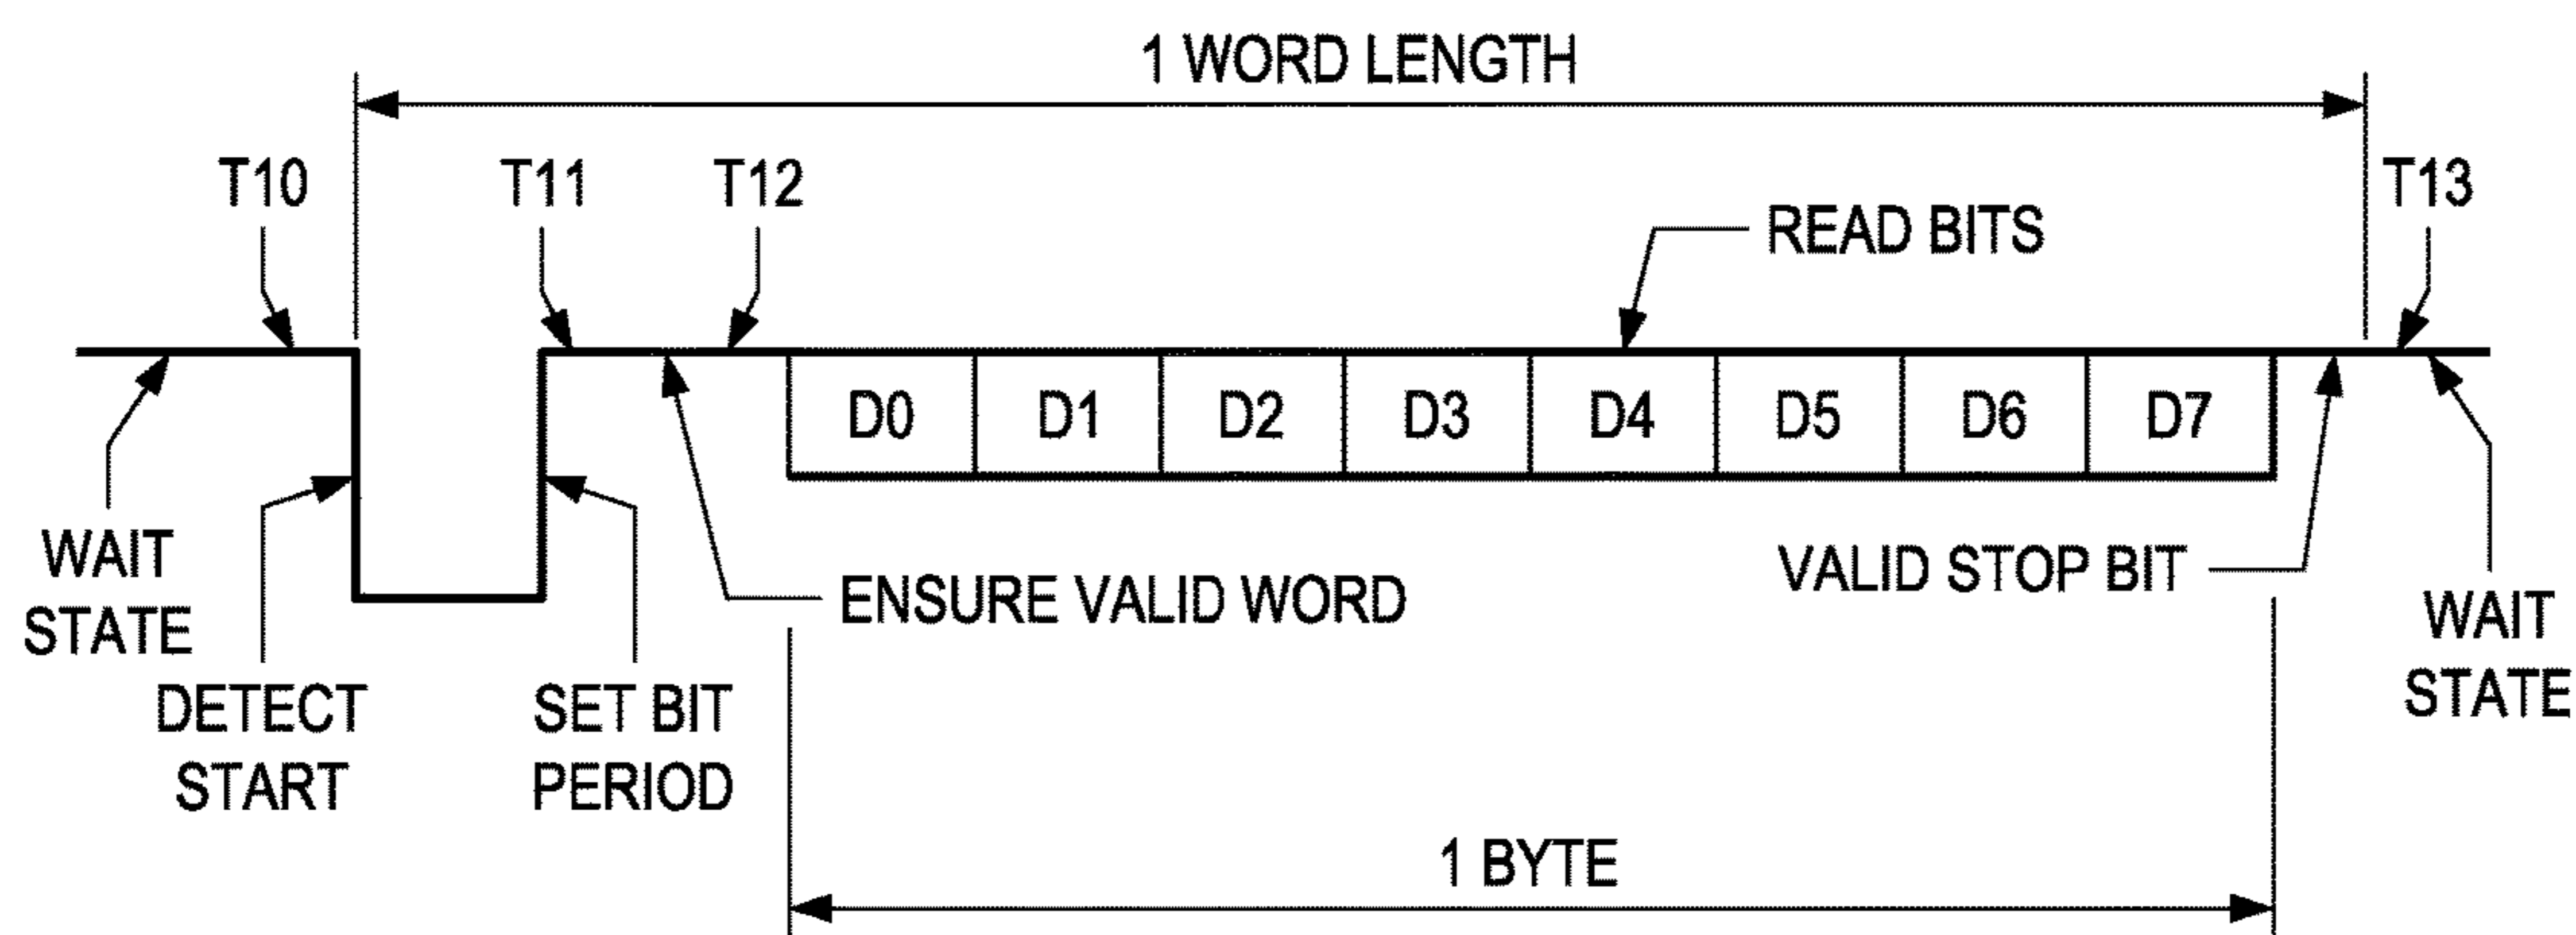 1 WORD LENGTH
T10
T11
T12
T13
READ BITS
D0 D1 D2 D3 D4 D5 D6 D7
WAIT
STATE
ENSURE VALID WORD
VALID STOP BIT
WAIT
STATE
DETECT
START
SET BIT
PERIOD
1 BYTE